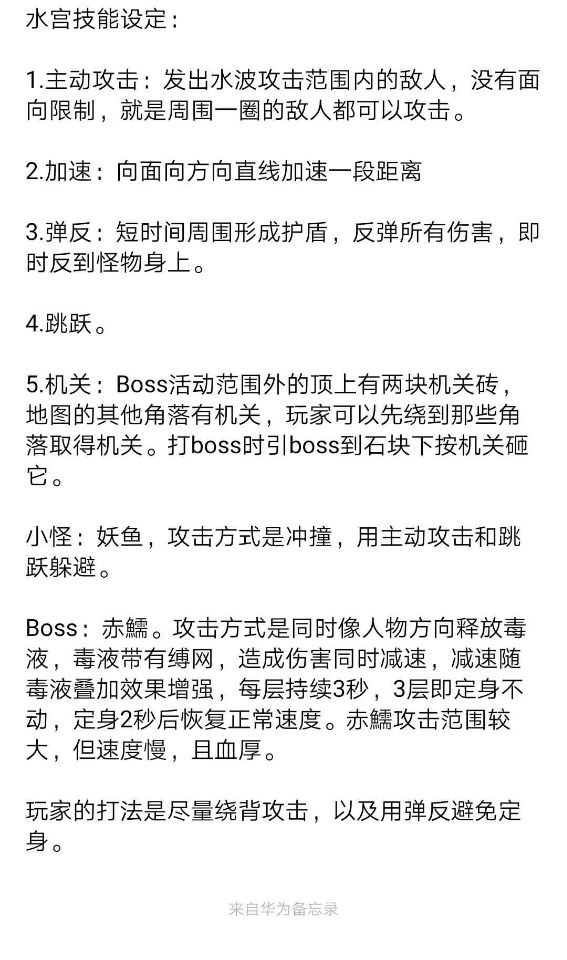 水宫技能设定：
1.主动攻击：发出水波攻击范围内的敌人，没有面
向限制，就是周围一圈的敌人都可以攻击。
2.加速：向面向方向直线加速一段距离
3.弹反：短时间周围形成护盾，反弹所有伤害，即
时反到怪物身上。
4.跳跃。
5.机关：Boss活动范围外的顶上有两块机关砖，
地图的其他角落有机关，玩家可以先绕到那些角
落取得机关。打boss时引boss到石块下按机关砸
它。
小怪：妖鱼，攻击方式是冲撞，用主动攻击和跳
跃躲避。
Boss：赤鱬。攻击方式是同时像人物方向释放毒
液，毒液带有缚网，造成伤害同时减速，减速随
毒液叠加效果增强，每层持续3秒，3层即定身不
动，定身2秒后恢复正常速度。赤鱬攻击范围较
大，但速度慢，且血厚。
玩家的打法是尽量绕背攻击，以及用弹反避免定
身。
来自华为备忘录